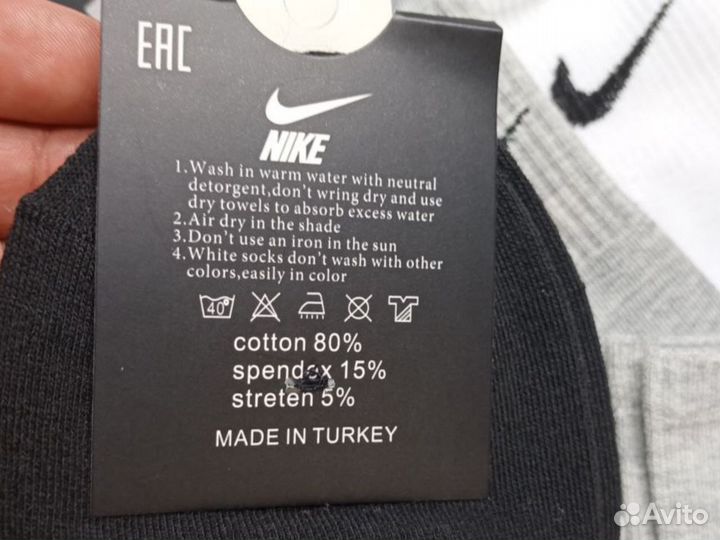 EAC
NIKE
1.Wash in warm water with neutral
detorgent,don't wring dry and use
dry towels to absorb excess water
2.Air dry in the shade
3.Don't use an iron in the sun
4.White socks don't wash with other
colors,easily in color
40°
cotton 80%
spendex 15%
streten 5%
MADE IN TURKEY
Avito